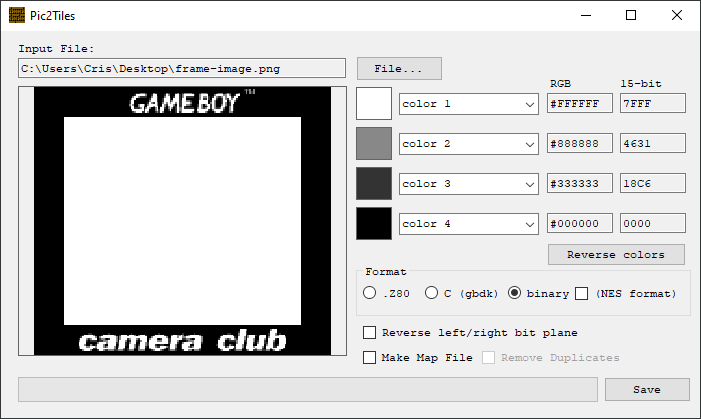 Pic2Tiles
Input File:
C:\Users\Cris\Desktop\frame-image.png
File...
RGB 15-bit
GAME BOY™
color 1 #FFFFFF 7FFF
color 2 #888888 4631
color 3 #333333 18C6
color 4 #000000 0000
Reverse colors
Format
.Z80 C (gbdk) binary (NES format)
camera club
Reverse left/right bit plane
Make Map File Remove Duplicates
Save